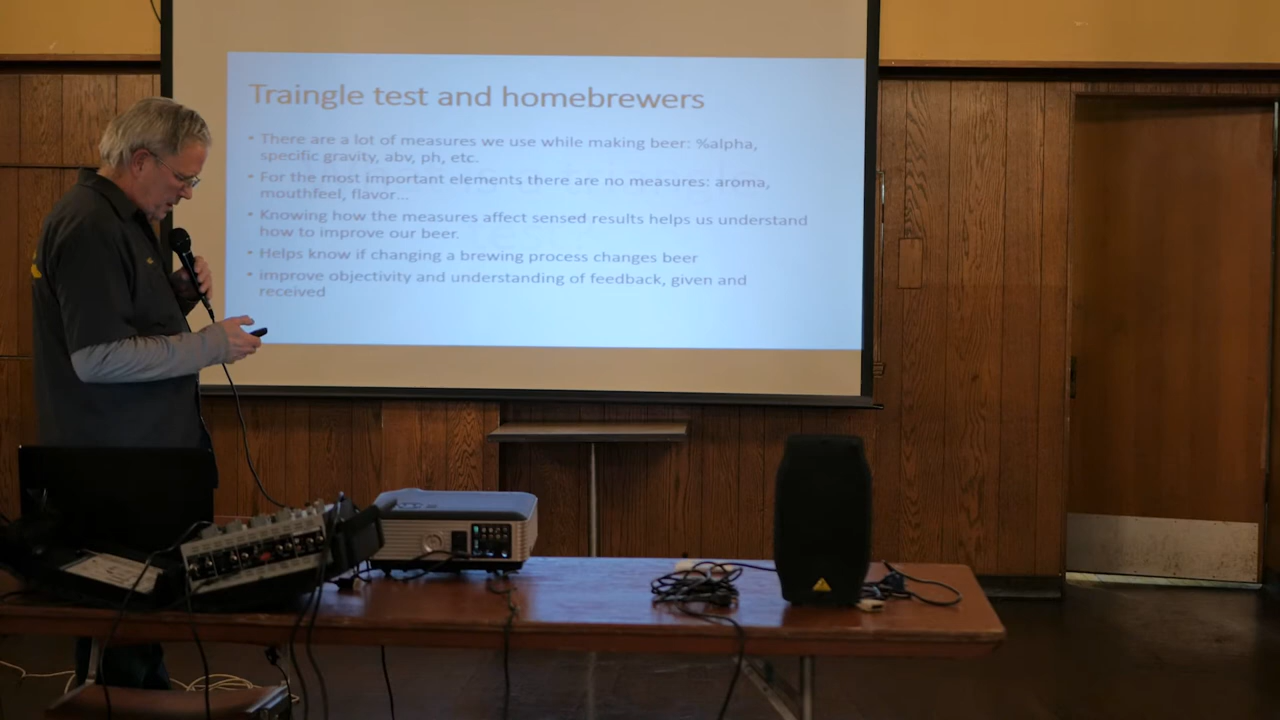 Traingle test and homebrewers
• There are a lot of measures we use while making beer: %alpha,
specific gravity, abv, ph, etc.
• For the most important elements there are no measures: aroma,
mouthfeel, flavor...
• Knowing how the measures affect sensed results helps us understand
how to improve our beer.
• Helps know if changing a brewing process changes beer
• improve objectivity and understanding of feedback, given and
received